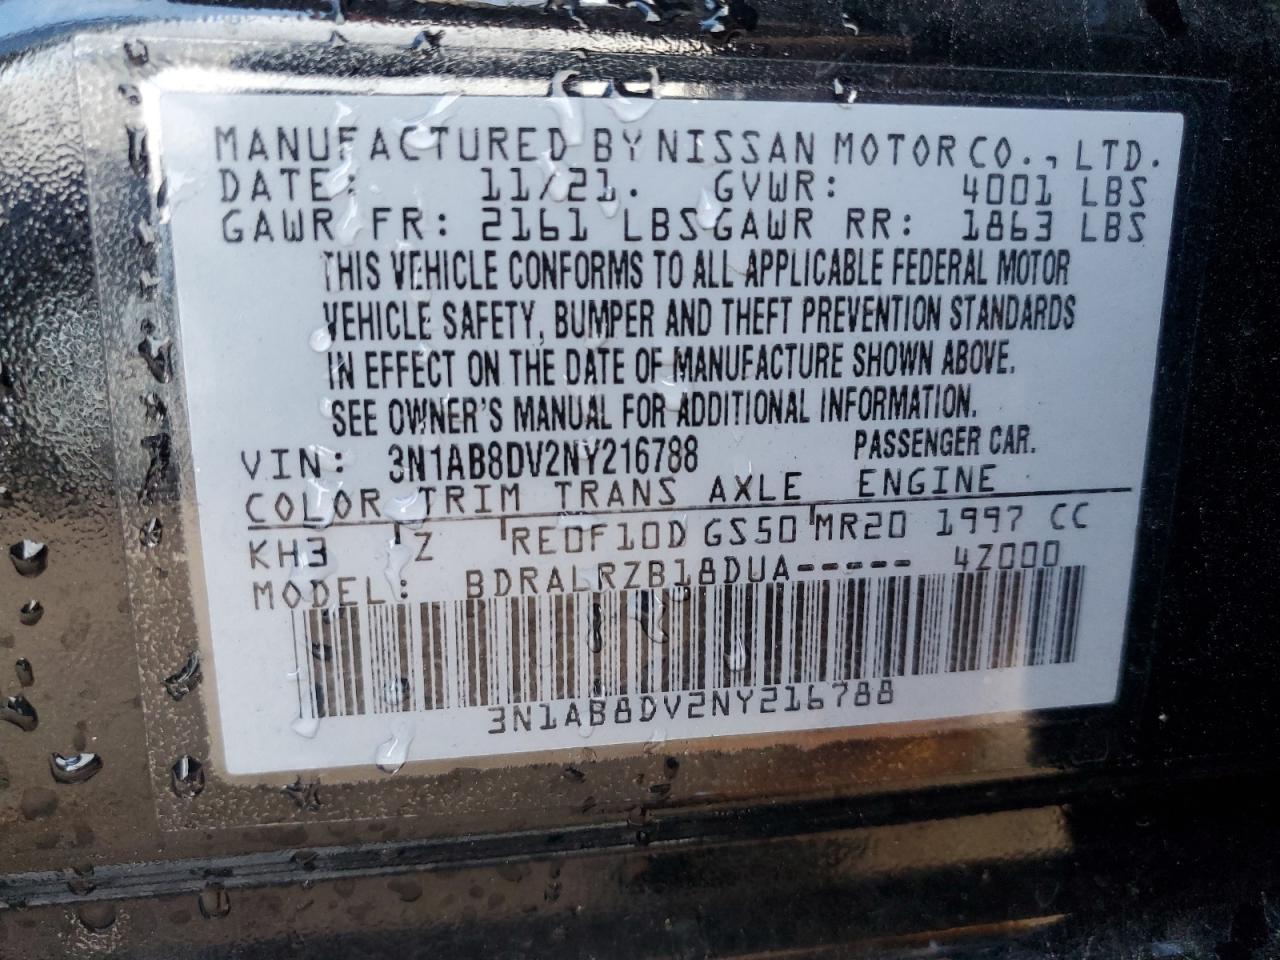 MANUFACTURED BY NISSAN MOTOR CO., LTD.
DATE: 11/21. GVWR: 4001 LBS
GAWR FR: 2161 LBS GAWR RR: 1863 LBS
THIS VEHICLE CONFORMS TO ALL APPLICABLE FEDERAL MOTOR
VEHICLE SAFETY, BUMPER AND THEFT PREVENTION STANDARDS
IN EFFECT ON THE DATE OF MANUFACTURE SHOWN ABOVE.
SEE OWNER'S MANUAL FOR ADDITIONAL INFORMATION.
VIN: 3N1AB8DV2NY216788 PASSENGER CAR.
COLOR TRIM TRANS AXLE ENGINE
KH3 Z RE0F10D GS50 MR20 1997 CC
MODEL: BDRALRZB18DUA----- 4Z000
3N1AB8DV2NY216788